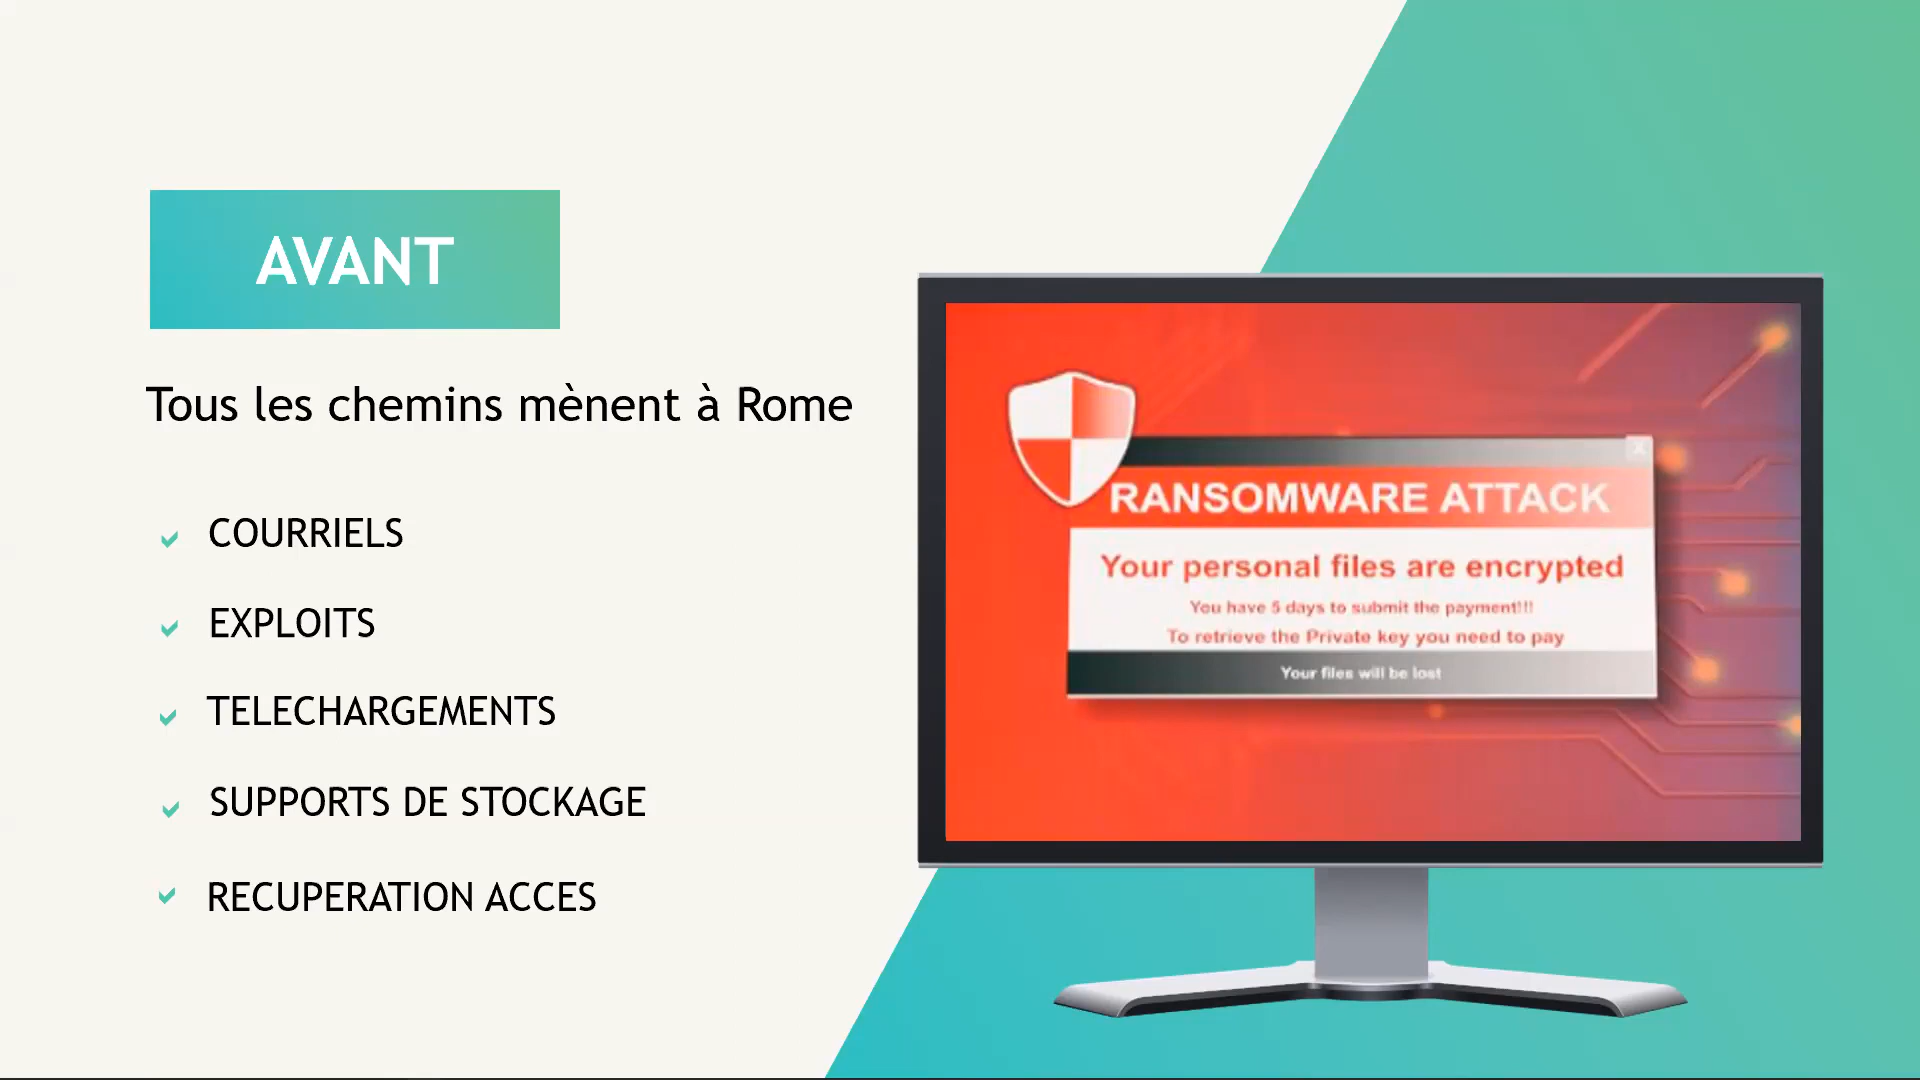 AVANT
Tous les chemins mènent à Rome
COURRIELS
EXPLOITS
TELECHARGEMENTS
SUPPORTS DE STOCKAGE
RECUPERATION ACCES
X
RANSOMWARE ATTACK
Your personal files are encrypted
You have 5 days to submit the payment!!!
To retrieve the Private key you need to pay
Your files will be lost